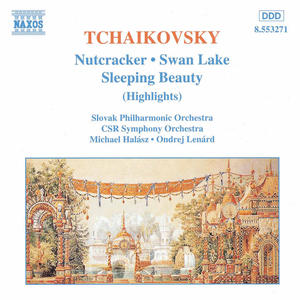 NAXOS
DDD
8.553271
TCHAIKOVSKY
Nutcracker • Swan Lake
Sleeping Beauty
(Highlights)
Slovak Philharmonic Orchestra
CSR Symphony Orchestra
Michael Halász • Ondrej Lenárd